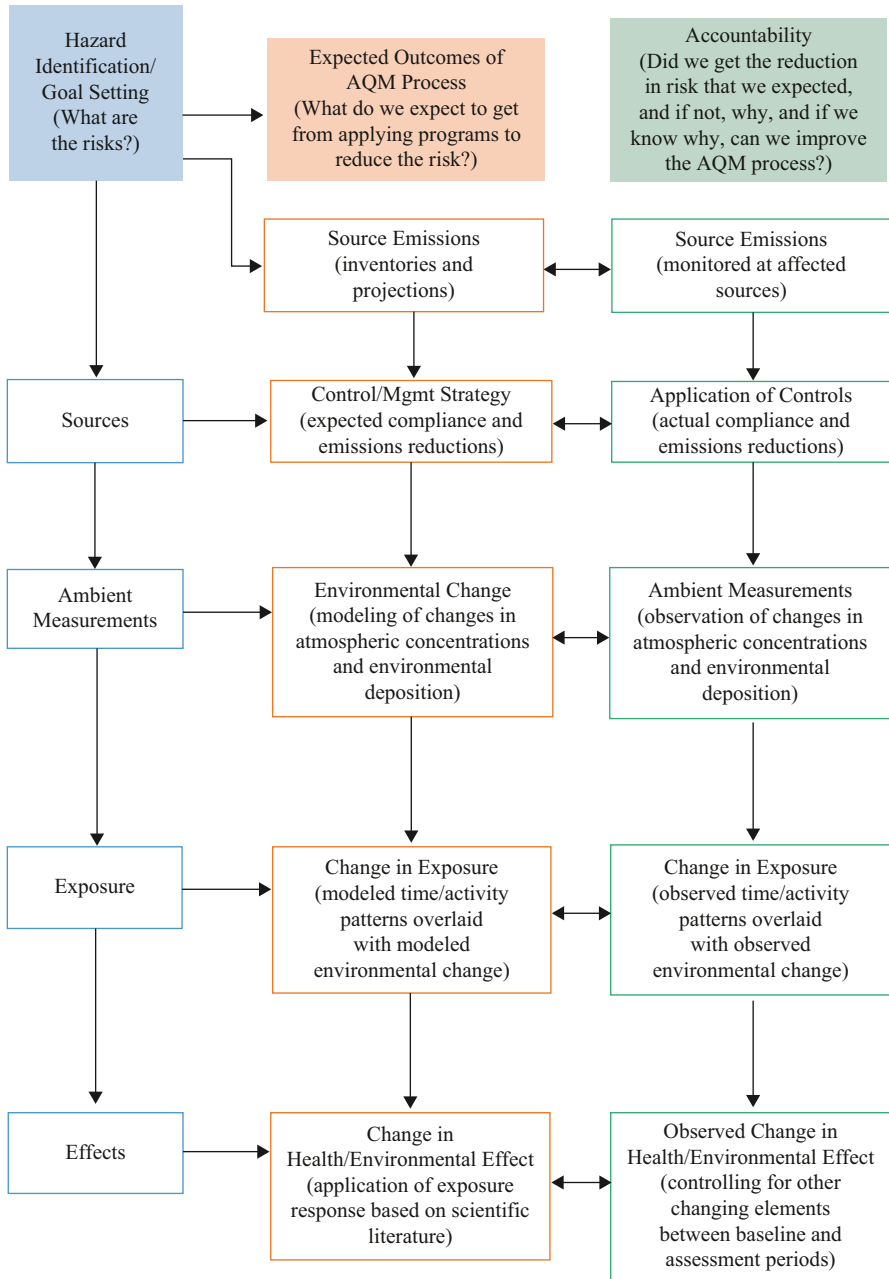 Hazard
Identification/
Goal Setting
(What are
the risks?)
Expected Outcomes of
AQM Process
(What do we expect to get
from applying programs to
reduce the risk?)
Accountability
(Did we get the reduction
in risk that we expected,
and if not, why, and if we
know why, can we improve
the AQM process?)
Source Emissions
(inventories and
projections)
Source Emissions
(monitored at affected
sources)
Sources
Control/Mgmt Strategy
(expected compliance and
emissions reductions)
Application of Controls
(actual compliance and
emissions reductions)
Ambient
Measurements
Environmental Change
(modeling of changes in
atmospheric concentrations
and environmental
deposition)
Ambient Measurements
(observation of changes in
atmospheric concentrations
and environmental
deposition)
Exposure
Change in Exposure
(modeled time/activity
patterns overlaid
with modeled
environmental change)
Change in Exposure
(observed time/activity
patterns overlaid
with observed
environmental change)
Effects
Change in
Health/Environmental Effect
(application of exposure
response based on scientific
literature)
Observed Change in
Health/Environmental Effect
(controlling for other
changing elements
between baseline and
assessment periods)